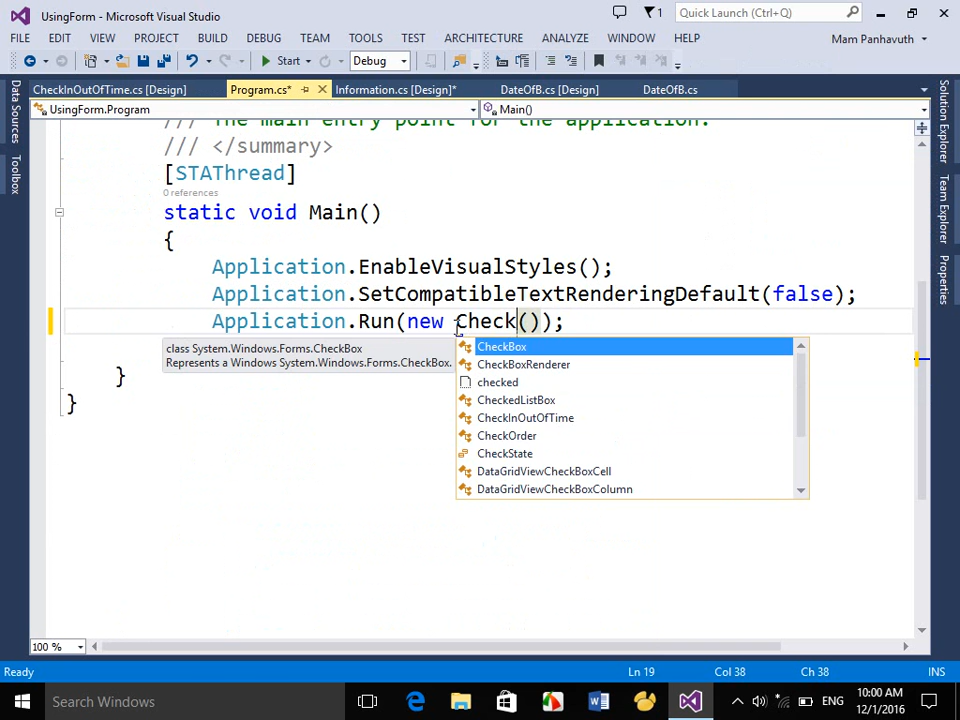 UsingForm - Microsoft Visual Studio
1
Quick Launch (Ctrl+Q)
FILE EDIT VIEW PROJECT BUILD DEBUG TEAM TOOLS TEST ARCHITECTURE ANALYZE WINDOW HELP
Mam Panhavuth
Start
Debug
CheckInOutOfTime.cs [Design] Program.cs* Information.cs [Design]* DateOfB.cs [Design] DateOfB.cs
UsingForm.Program
Main()
/// The main entry point for the application.
/// </summary>
[STAThread]
0 references
static void Main()
{
Application.EnableVisualStyles();
Application.SetCompatibleTextRenderingDefault(false);
Application.Run(new Check());
class System.Windows.Forms.CheckBox
Represents a Windows System.Windows.Forms.CheckBox.
CheckBox
CheckBoxRenderer
checked
CheckedListBox
CheckInOutOfTime
CheckOrder
CheckState
DataGridViewCheckBoxCell
DataGridViewCheckBoxColumn
}
}
Data Sources
Toolbox
Solution Explorer
Team Explorer
Properties
100 %
Ready
Ln 19
Col 38
Ch 38
INS
Search Windows
ENG
10:00 AM
12/1/2016